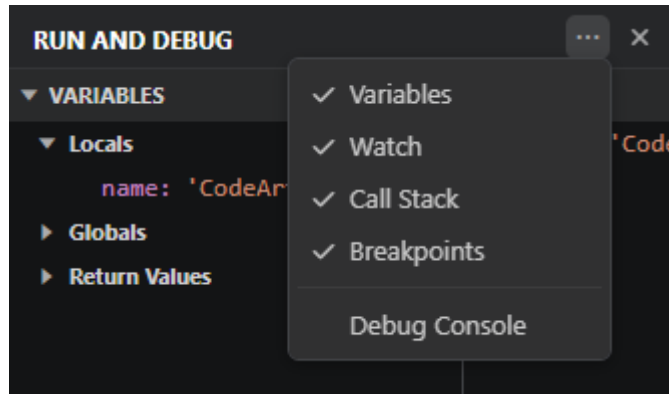 RUN AND DEBUG
VARIABLES
Locals
name: 'CodeAr
Globals
Return Values
Variables
Watch
Call Stack
Breakpoints
Debug Console
'Code